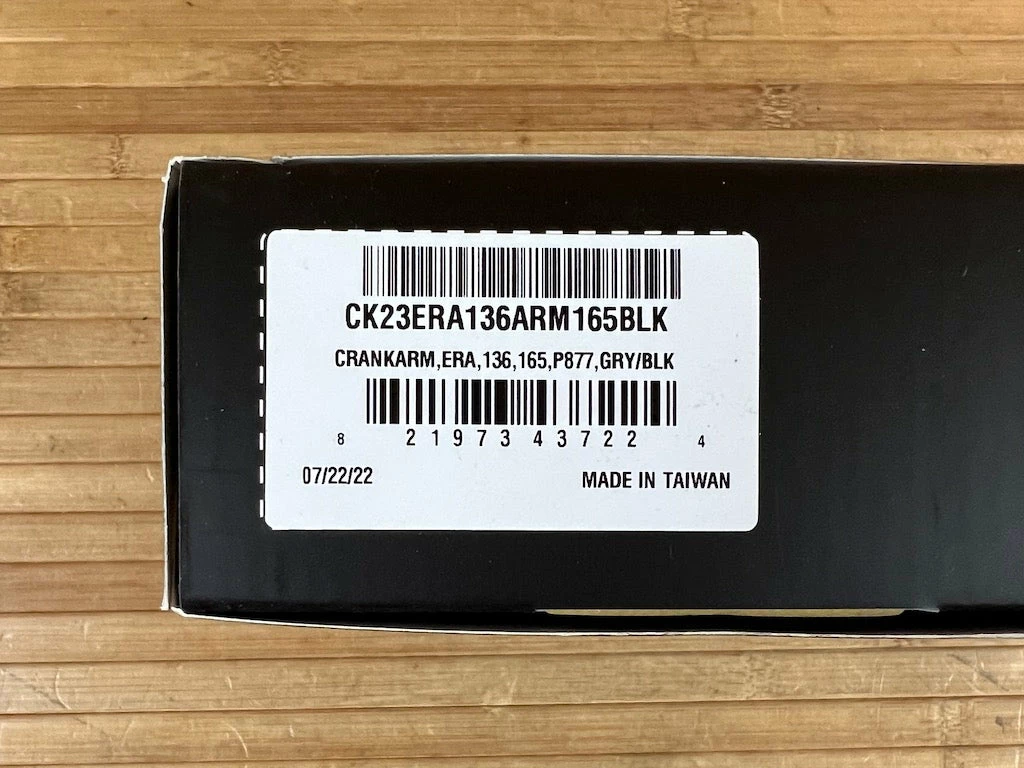 CK23ERA136ARM165BLK
CRANKARM,ERA,136,165,P877,GRY/BLK
8 21973 43722 4
07/22/22 MADE IN TAIWAN